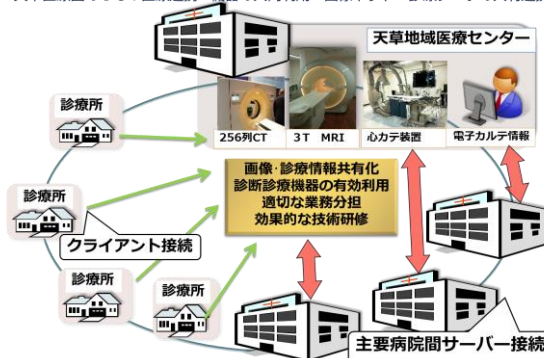 天草地域医療センター
256列CT
3T MRI
心カテ装置
電子カルテ情報
診療所
画像・診療情報共有化
診断診療機器の有効利用
適切な業務分担
効果的な技術研修
診療所
クライアント接続
診療所
診療所
主要病院間サーバー接続